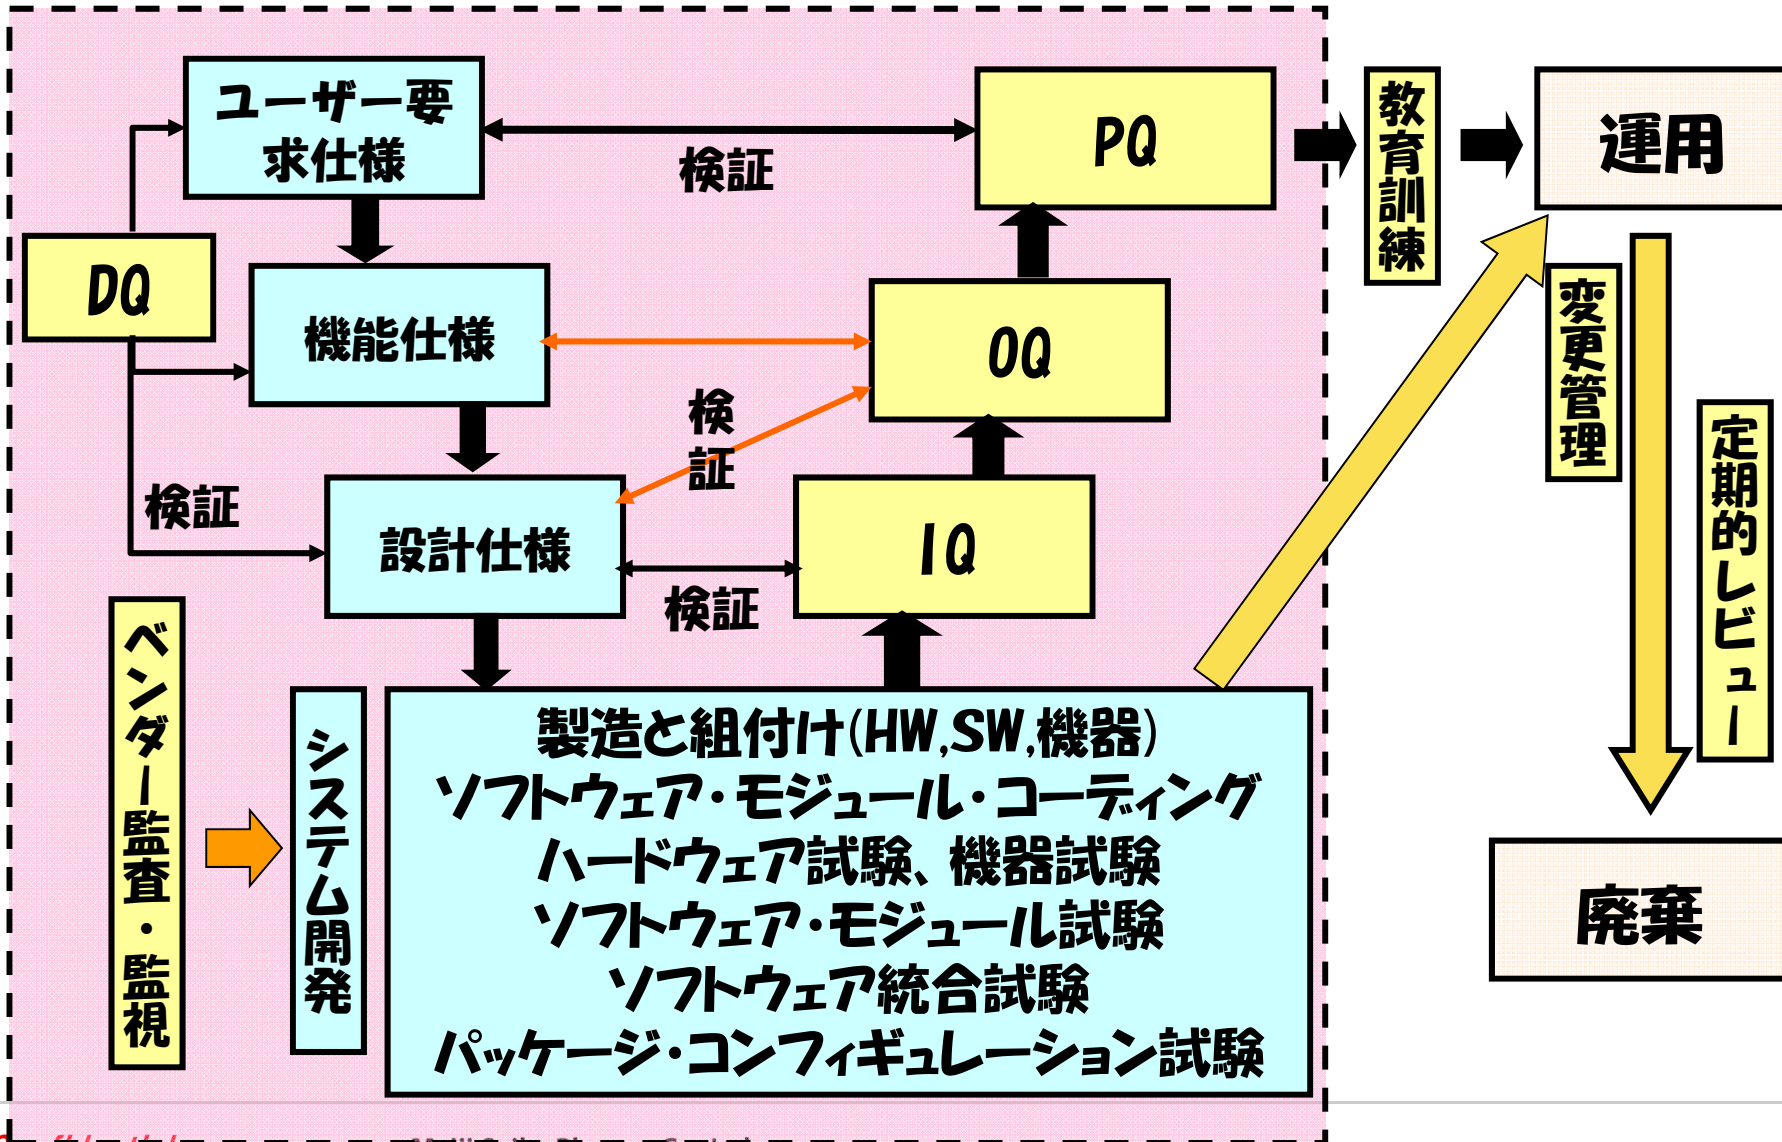 ユーザー要
求仕様
検証
PQ
教育訓練
運用
DQ
機能仕様
OQ
変更管理
検
証
定期的レビュー
検証
設計仕様
IQ
検証
ベンダー監査・監視
システム開発
製造と組付け(HW,SW,機器)
ソフトウェア・モジュール・コーディング
ハードウェア試験、機器試験
ソフトウェア・モジュール試験
ソフトウェア統合試験
パッケージ・コンフィギュレーション試験
廃棄